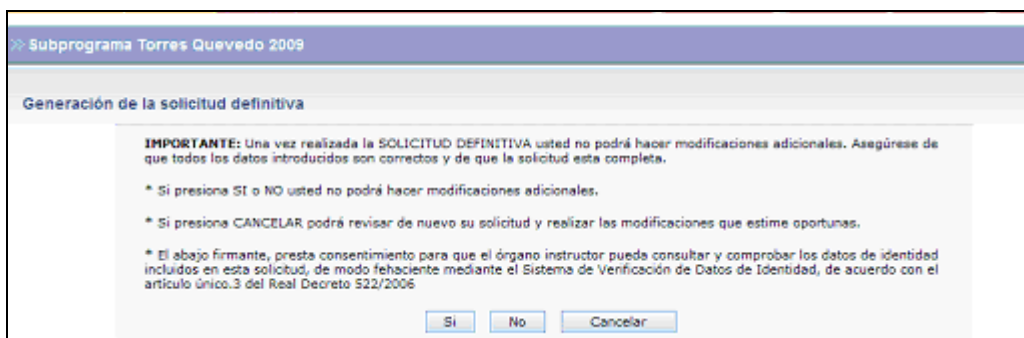 » Subprograma Torres Quevedo 2009
Generación de la solicitud definitiva
IMPORTANTE: Una vez realizada la SOLICITUD DEFINITIVA usted no podrá hacer modificaciones adicionales. Asegúrese de
que todos los datos introducidos son correctos y de que la solicitud esta completa.
* Si presiona SI o NO usted no podrá hacer modificaciones adicionales.
* Si presiona CANCELAR podrá revisar de nuevo su solicitud y realizar las modificaciones que estime oportunas.
* El abajo firmante, presta consentimiento para que el órgano instructor pueda consultar y comprobar los datos de identidad
incluidos en esta solicitud, de modo fehaciente mediante el Sistema de Verificación de Datos de Identidad, de acuerdo con el
artículo único.3 del Real Decreto 522/2006
Si No Cancelar